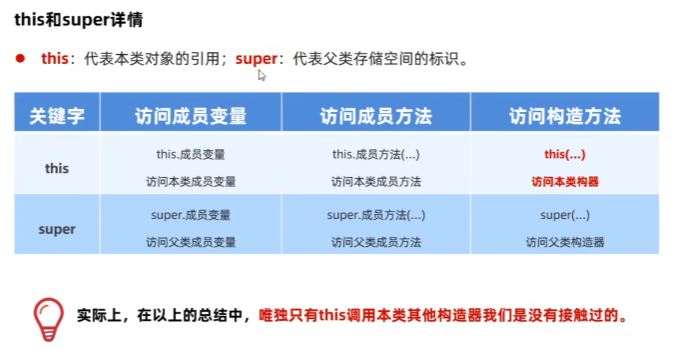 this和super详情
this：代表本类对象的引用；super：代表父类存储空间的标识。
关键字 访问成员变量 访问成员方法 访问构造方法
this this.成员变量 this.成员方法(...) this(...)
访问本类成员变量 访问本类成员方法 访问本类构器
super super.成员变量 super.成员方法(...) super(...)
访问父类成员变量 访问父类成员方法 访问父类构造器
实际上，在以上的总结中，唯独只有this调用本类其他构造器我们是没有接触过的。